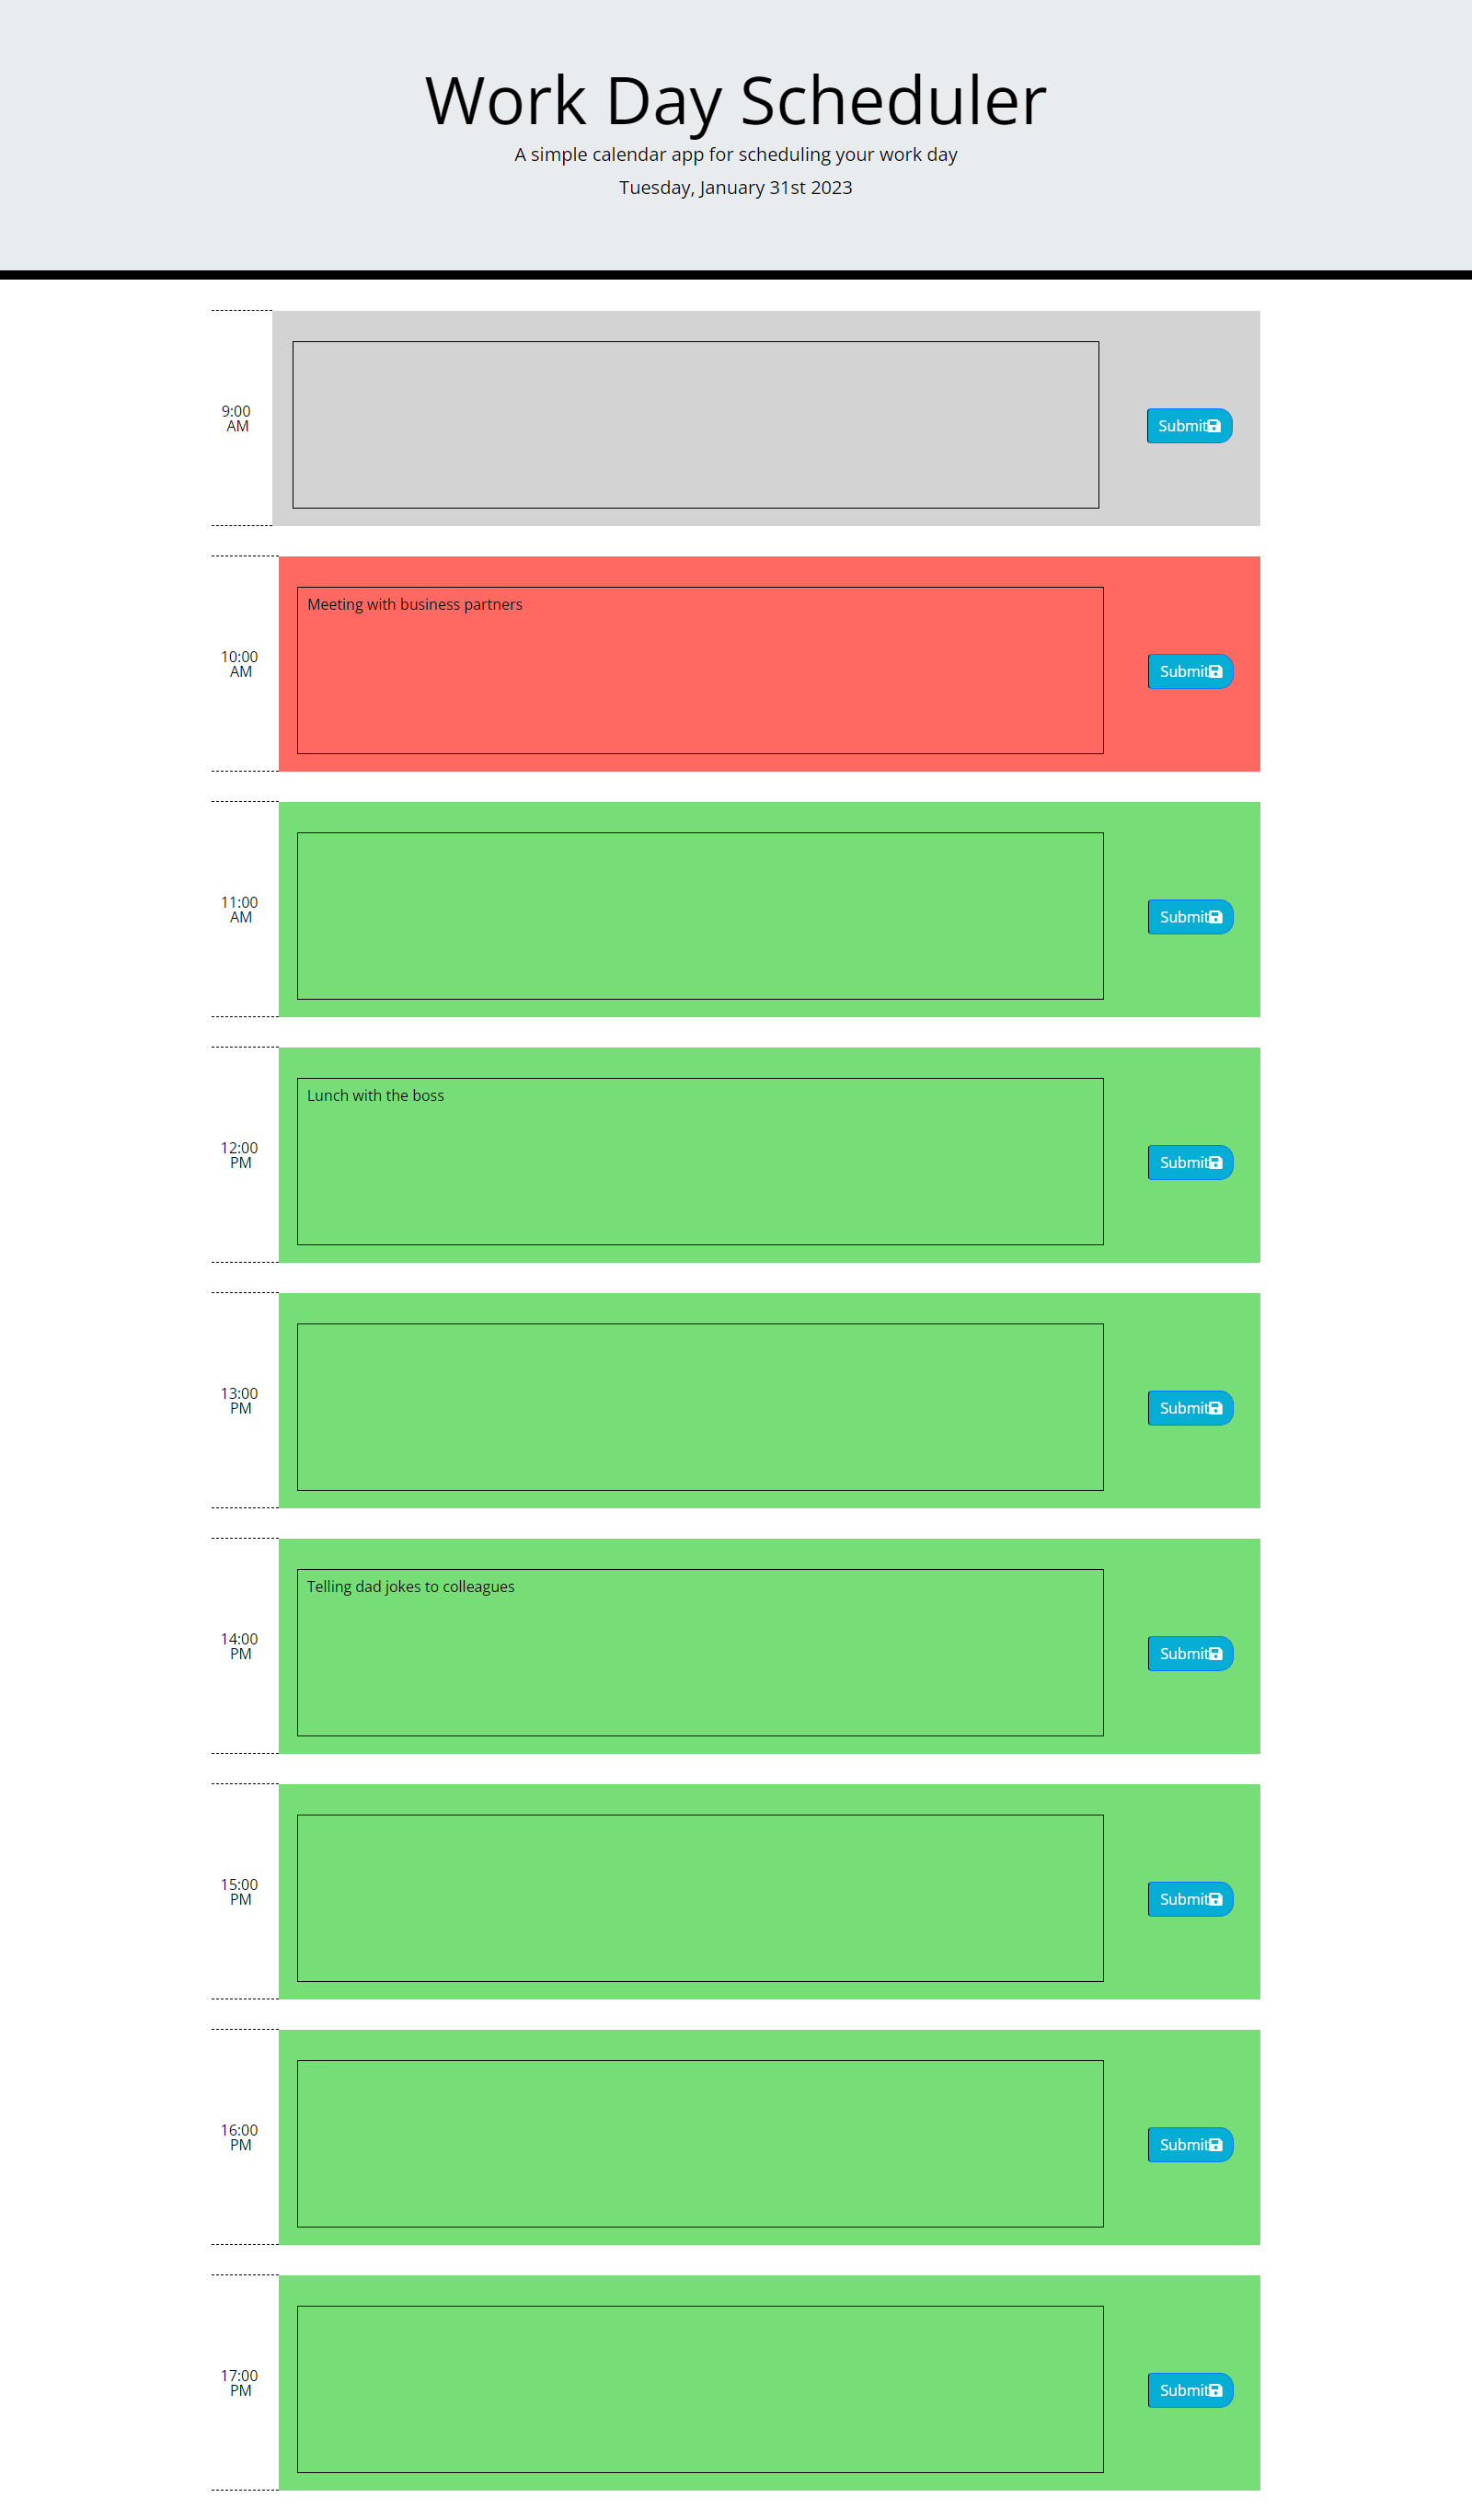 Work Day Scheduler
A simple calendar app for scheduling your work day
Tuesday, January 31st 2023
9:00
AM
Submit
Meeting with business partners
10:00
AM
Submit
11:00
AM
Submit
Lunch with the boss
12:00
PM
Submit
13:00
PM
Submit
Telling dad jokes to colleagues
14:00
PM
Submit
15:00
PM
Submit
16:00
PM
Submit
17:00
PM
Submit